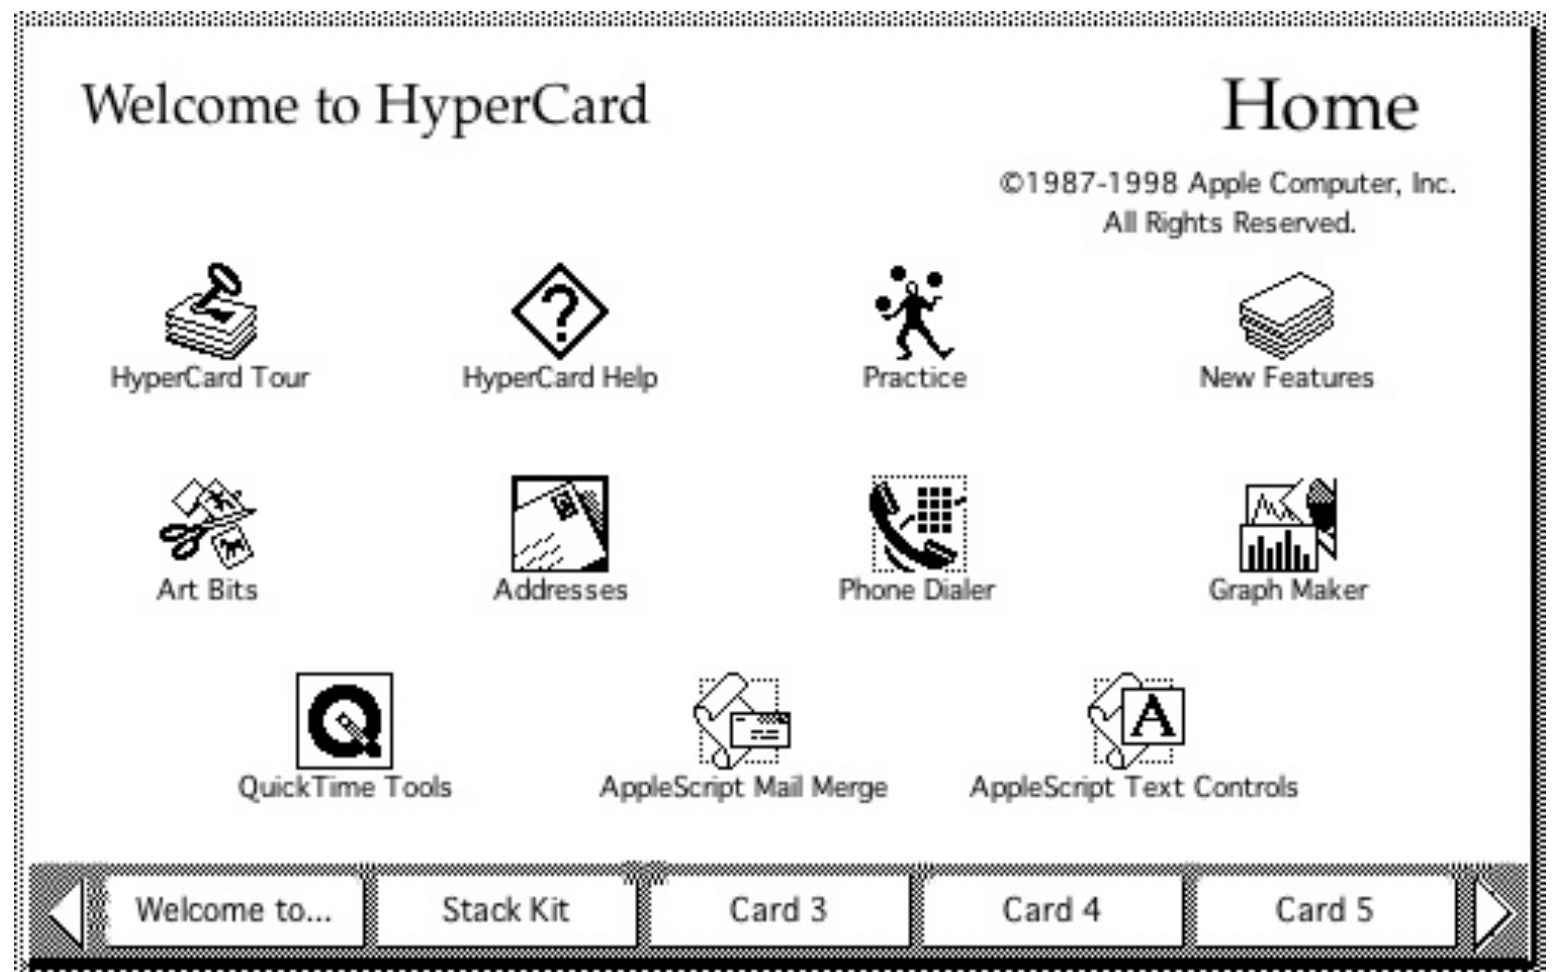 Welcome to HyperCard
Home
©1987-1998 Apple Computer, Inc.
All Rights Reserved.
HyperCard Tour
HyperCard Help
Practice
New Features
Art Bits
Addresses
Phone Dialer
Graph Maker
A
QuickTime Tools
AppleScript Mail Merge
AppleScript Text Controls
Welcome to...
Stack Kit
Card 3
Card 4
Card 5